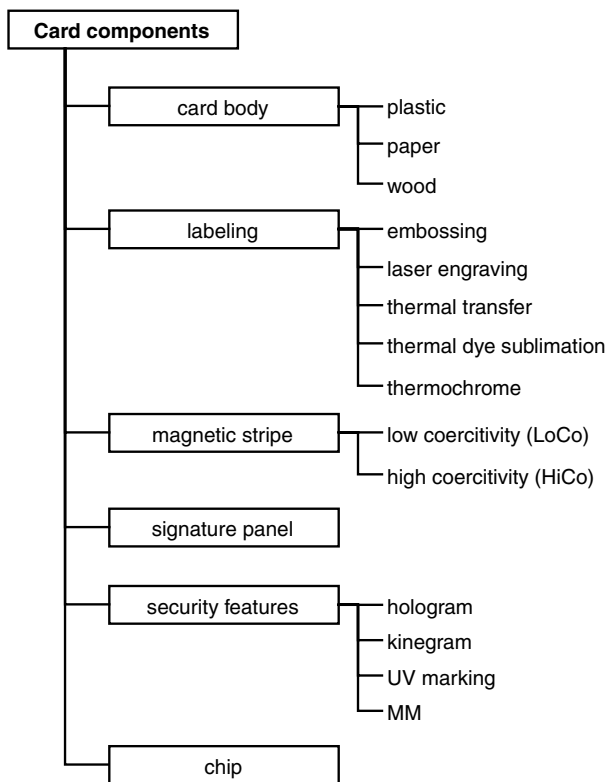 Card components
card body
plastic
paper
wood
labeling
embossing
laser engraving
thermal transfer
thermal dye sublimation
thermochrome
magnetic stripe
low coercitivity (LoCo)
high coercitivity (HiCo)
signature panel
security features
hologram
kinegram
UV marking
MM
chip